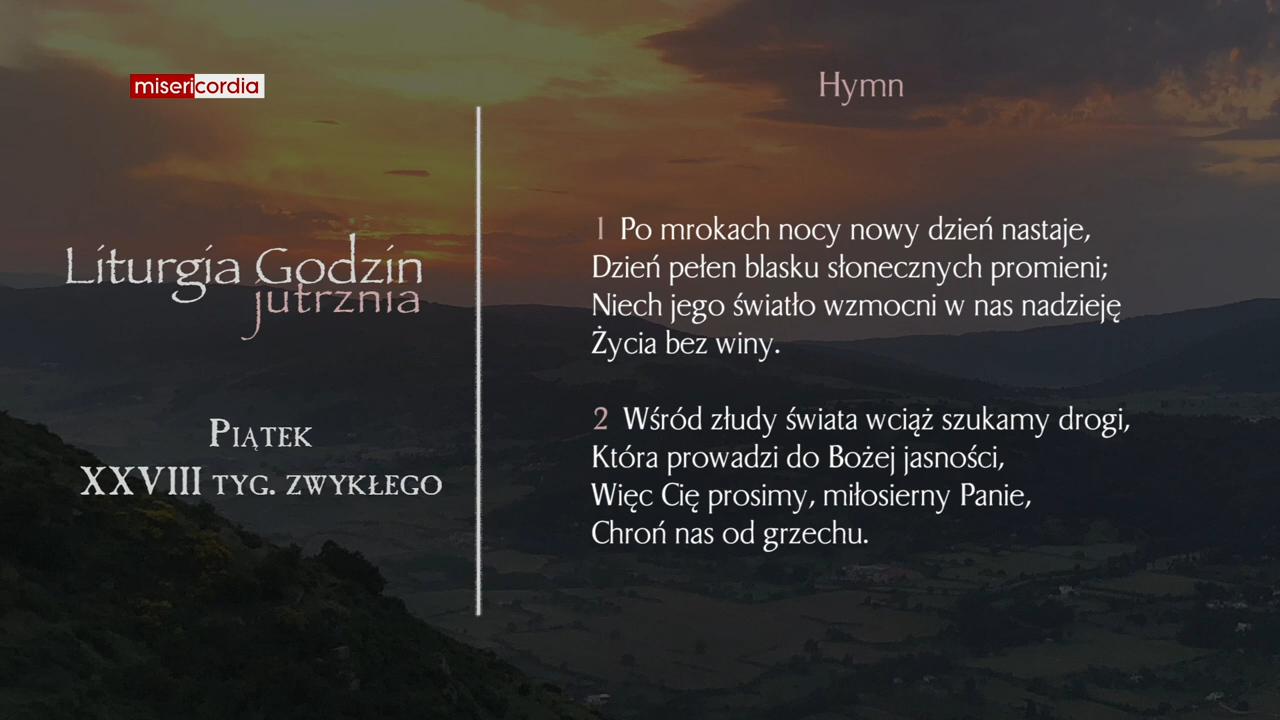 misericordia
Liturgia Godzin
jutrznia
Piątek
XXVIII tyg. zwykłego
Hymn
1 Po mrokach nocy nowy dzień nastaje,
Dzień pełen blasku słonecznych promieni;
Niech jego światło wzmocni w nas nadzieję
Życia bez winy.
2 Wśród złudy świata wciąż szukamy drogi,
Która prowadzi do Bożej jasności,
Więc Cię prosimy, miłosierny Panie,
Chroń nas od grzechu.